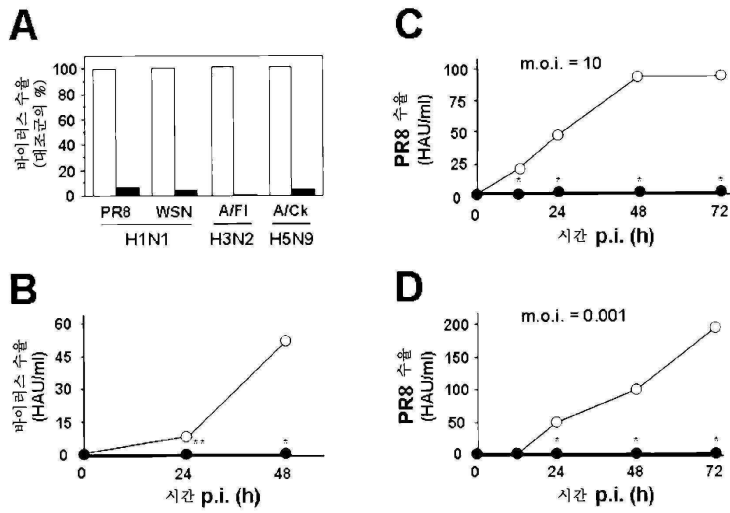 A
바이러스 수율
(대조군의 %)
100
80
60
40
20
0
PR8 WSN A/FI A/Ck
H1N1 H3N2 H5N9
B
바이러스 수율
(HAU/ml)
60
45
30
15
0
**
*
0 24 48
시간 p.i. (h)
C
m.o.i. = 10
PR8 수율
(HAU/ml)
100
75
50
25
* * * *
0 24 48 72
시간 p.i. (h)
D
m.o.i. = 0.001
PR8 수율
(HAU/ml)
200
150
100
50
0
* * *
0 24 48 72
시간 p.i. (h)